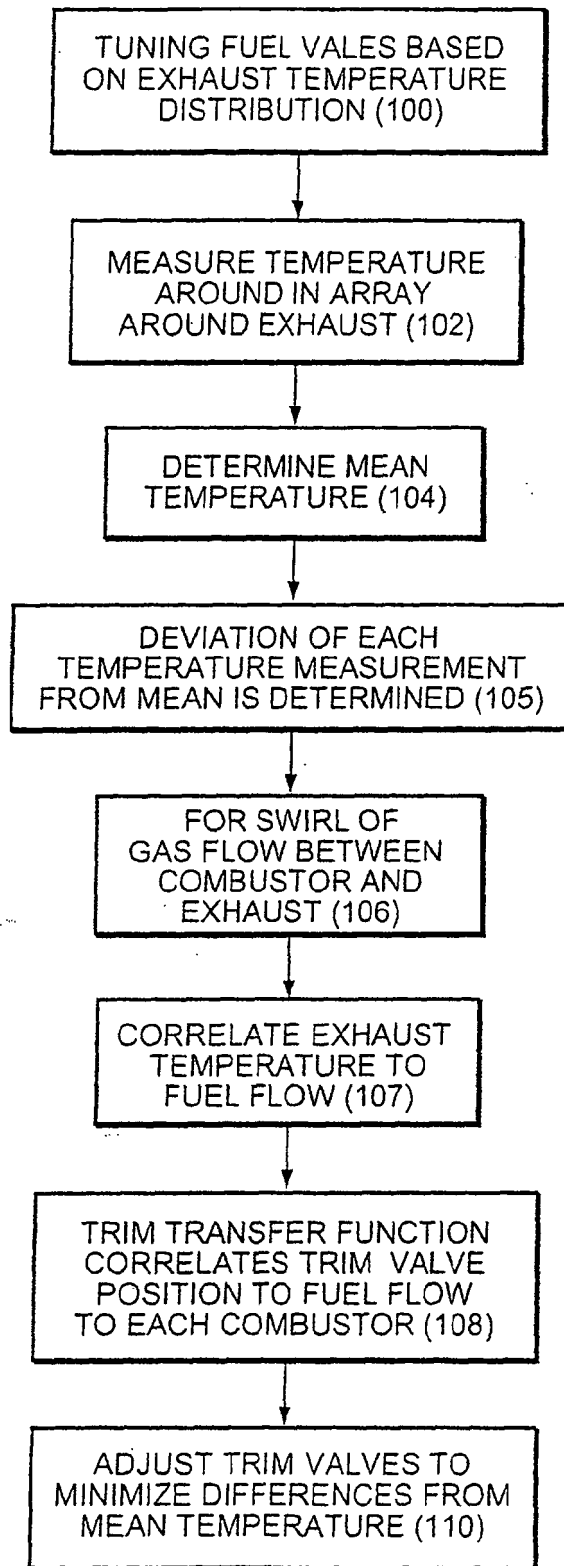 TUNING FUEL VALES BASED
ON EXHAUST TEMPERATURE
DISTRIBUTION (100)
MEASURE TEMPERATURE
AROUND IN ARRAY
AROUND EXHAUST (102)
DETERMINE MEAN
TEMPERATURE (104)
DEVIATION OF EACH
TEMPERATURE MEASUREMENT
FROM MEAN IS DETERMINED (105)
FOR SWIRL OF
GAS FLOW BETWEEN
COMBUSTOR AND
EXHAUST (106)
CORRELATE EXHAUST
TEMPERATURE TO
FUEL FLOW (107)
TRIM TRANSFER FUNCTION
CORRELATES TRIM VALVE
POSITION TO FUEL FLOW
TO EACH COMBUSTOR (108)
ADJUST TRIM VALVES TO
MINIMIZE DIFFERENCES FROM
MEAN TEMPERATURE (110)